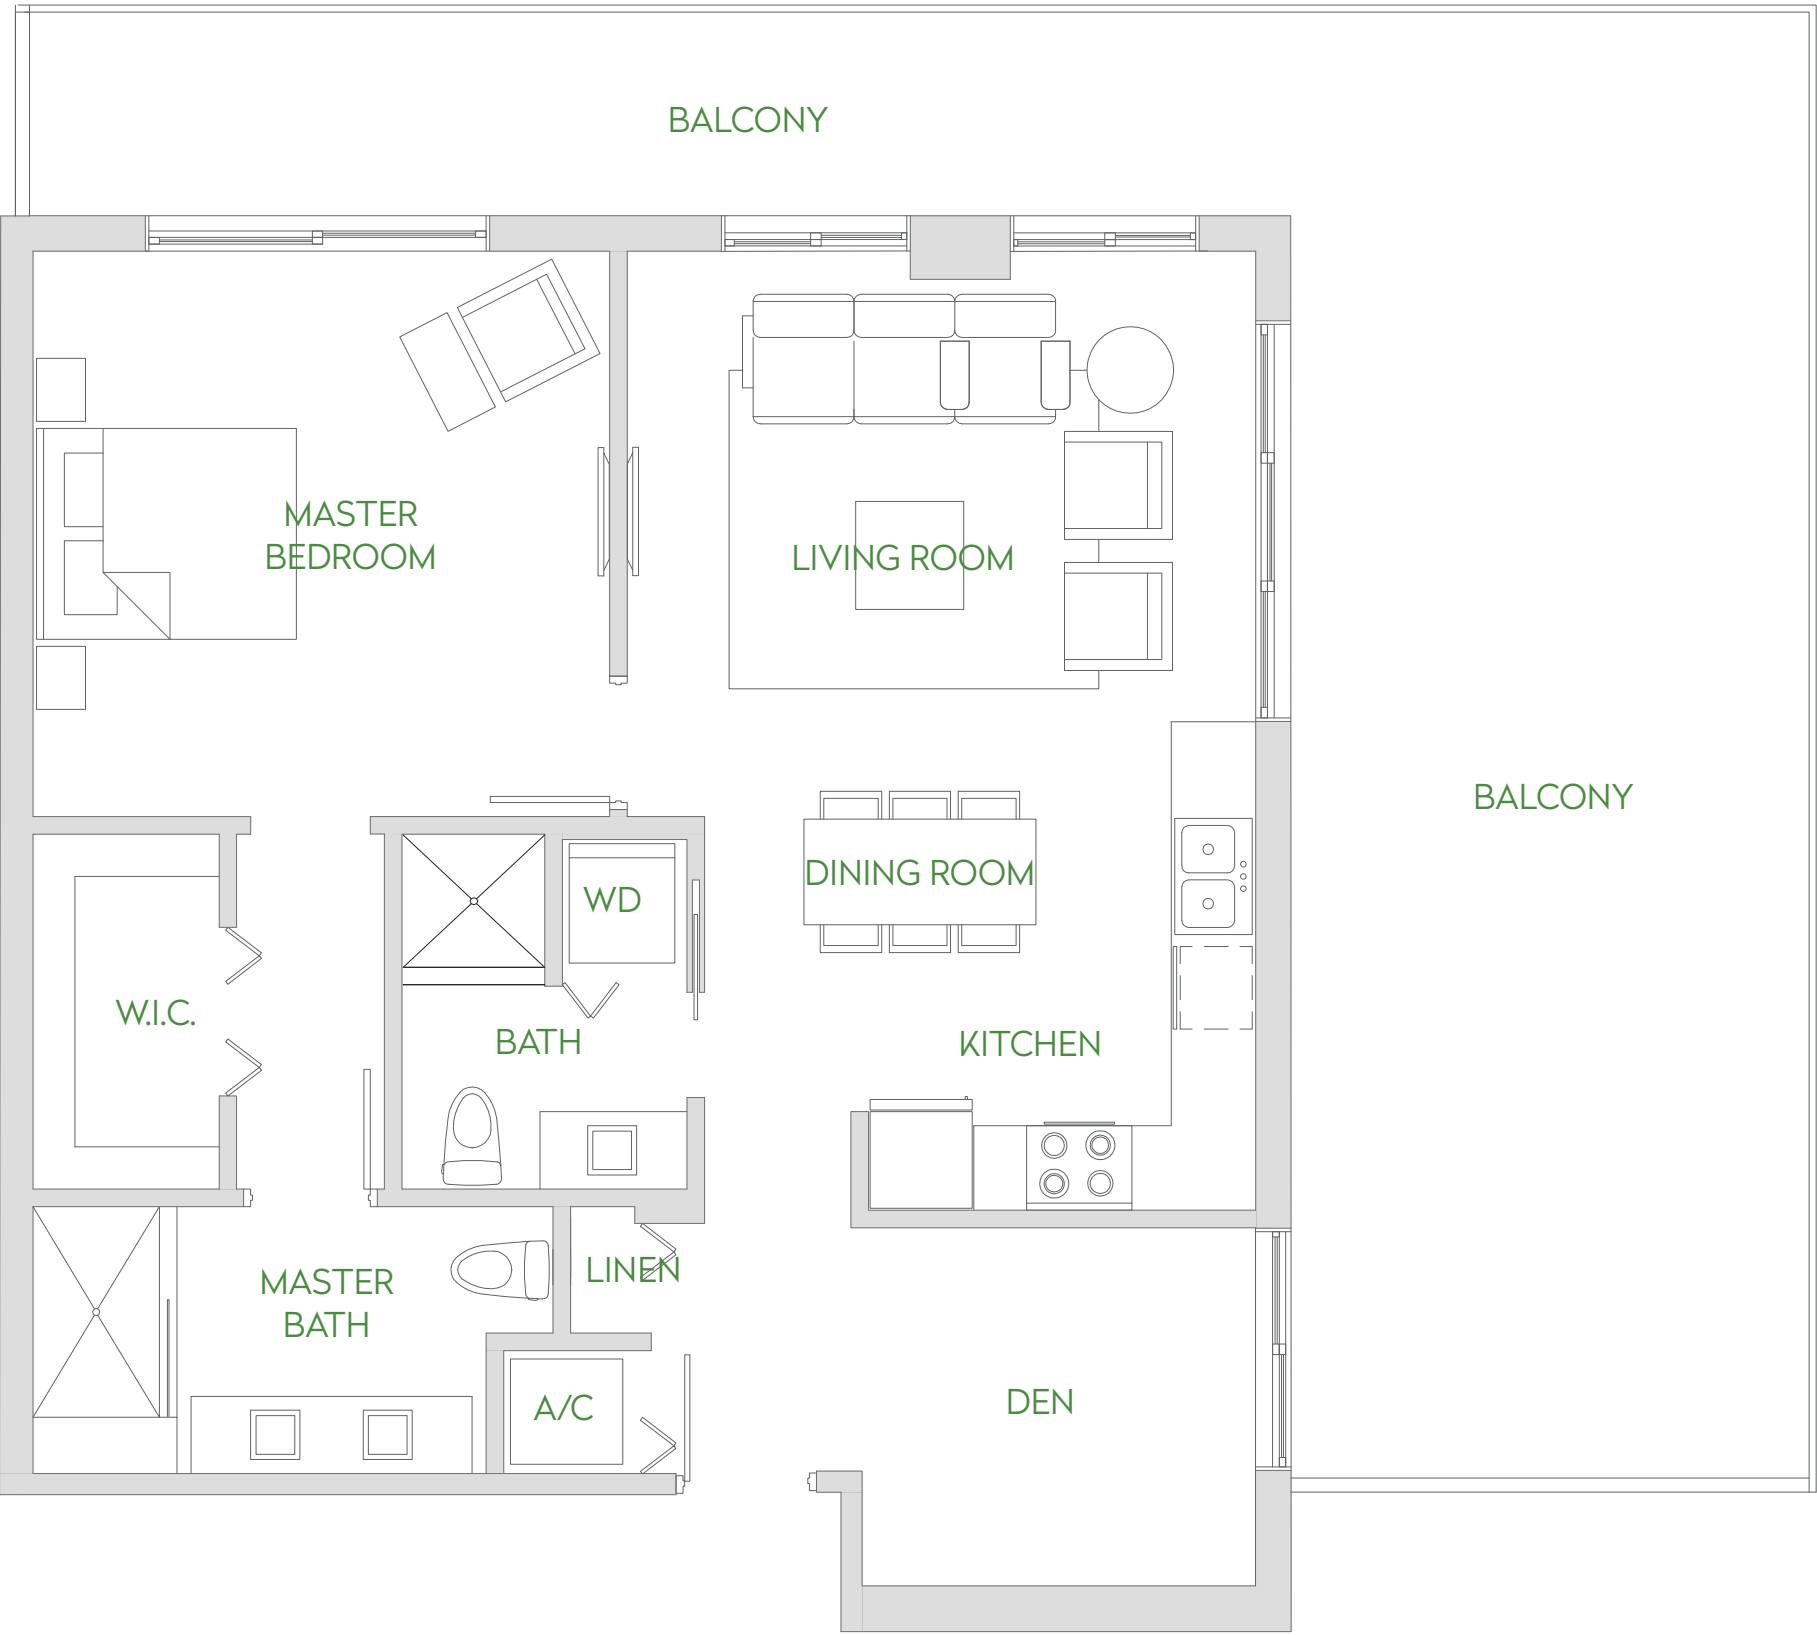 BALCONY
MASTER
BEDROOM
LIVING ROOM
BALCONY
DINING ROOM
WD
W.I.C.
BATH
KITCHEN
LINEN
MASTER
BATH
A/C
DEN